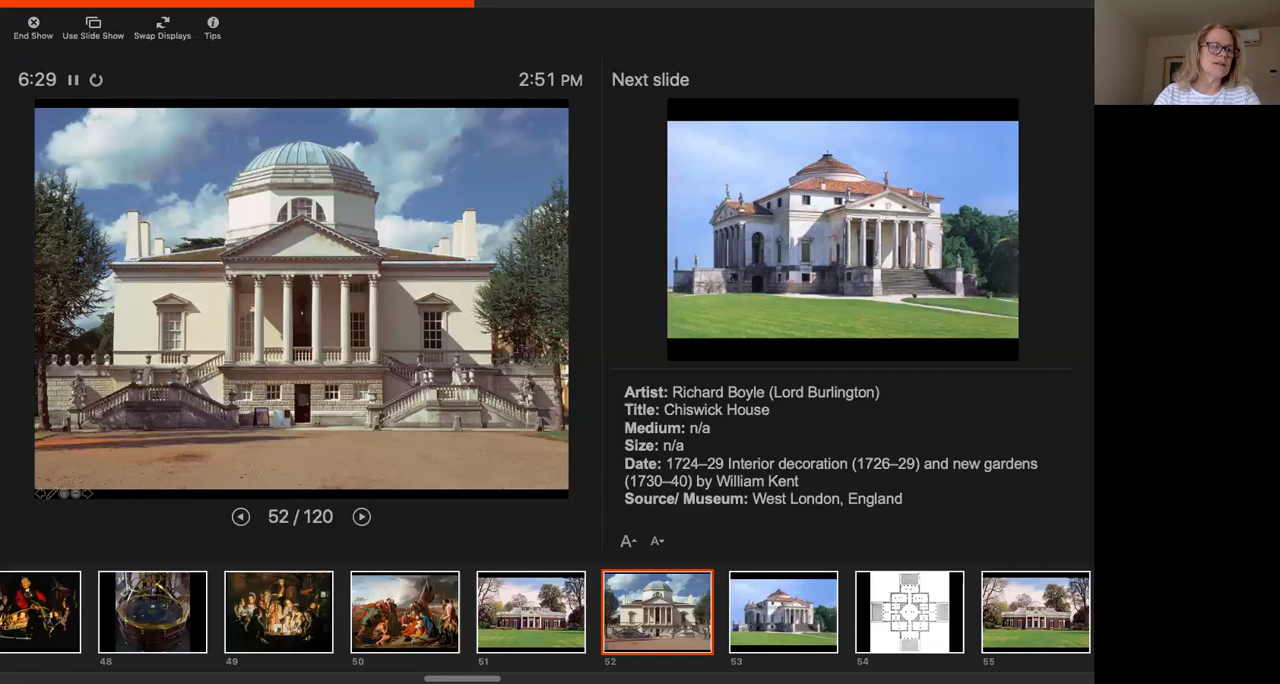 End Show Use Slide Show Swap Displays Tips
6:29 2:51 PM Next slide
Artist: Richard Boyle (Lord Burlington)
Title: Chiswick House
Medium: n/a
Size: n/a
Date: 1724–29 Interior decoration (1726–29) and new gardens
(1730–40) by William Kent
Source/ Museum: West London, England
52 / 120
A A
48 49 50 51 52 53 54 55